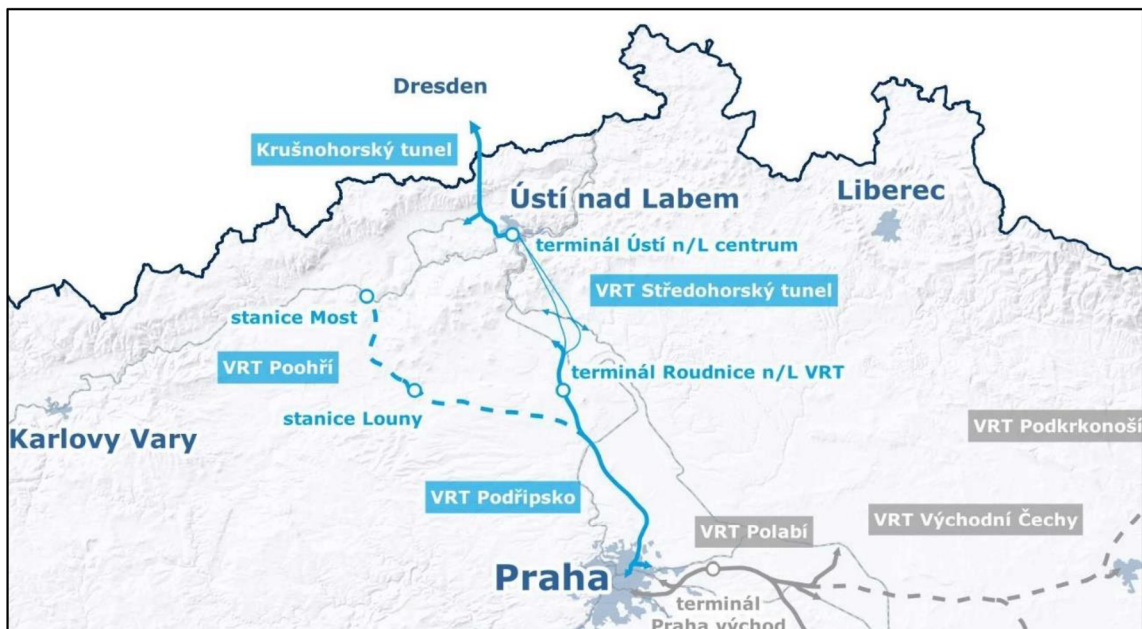 Dresden
Krušnohorský tunel
Ústí nad Labem
Liberec
terminál Ústí n/L centrum
VRT Středohorský tunel
stanice Most
VRT Poohří
terminál Roudnice n/L VRT
stanice Louny
Karlovy Vary
VRT Podkrkonoší
VRT Podřipsko
VRT Polabí
VRT Východní Čechy
Praha
terminál
Praha východ